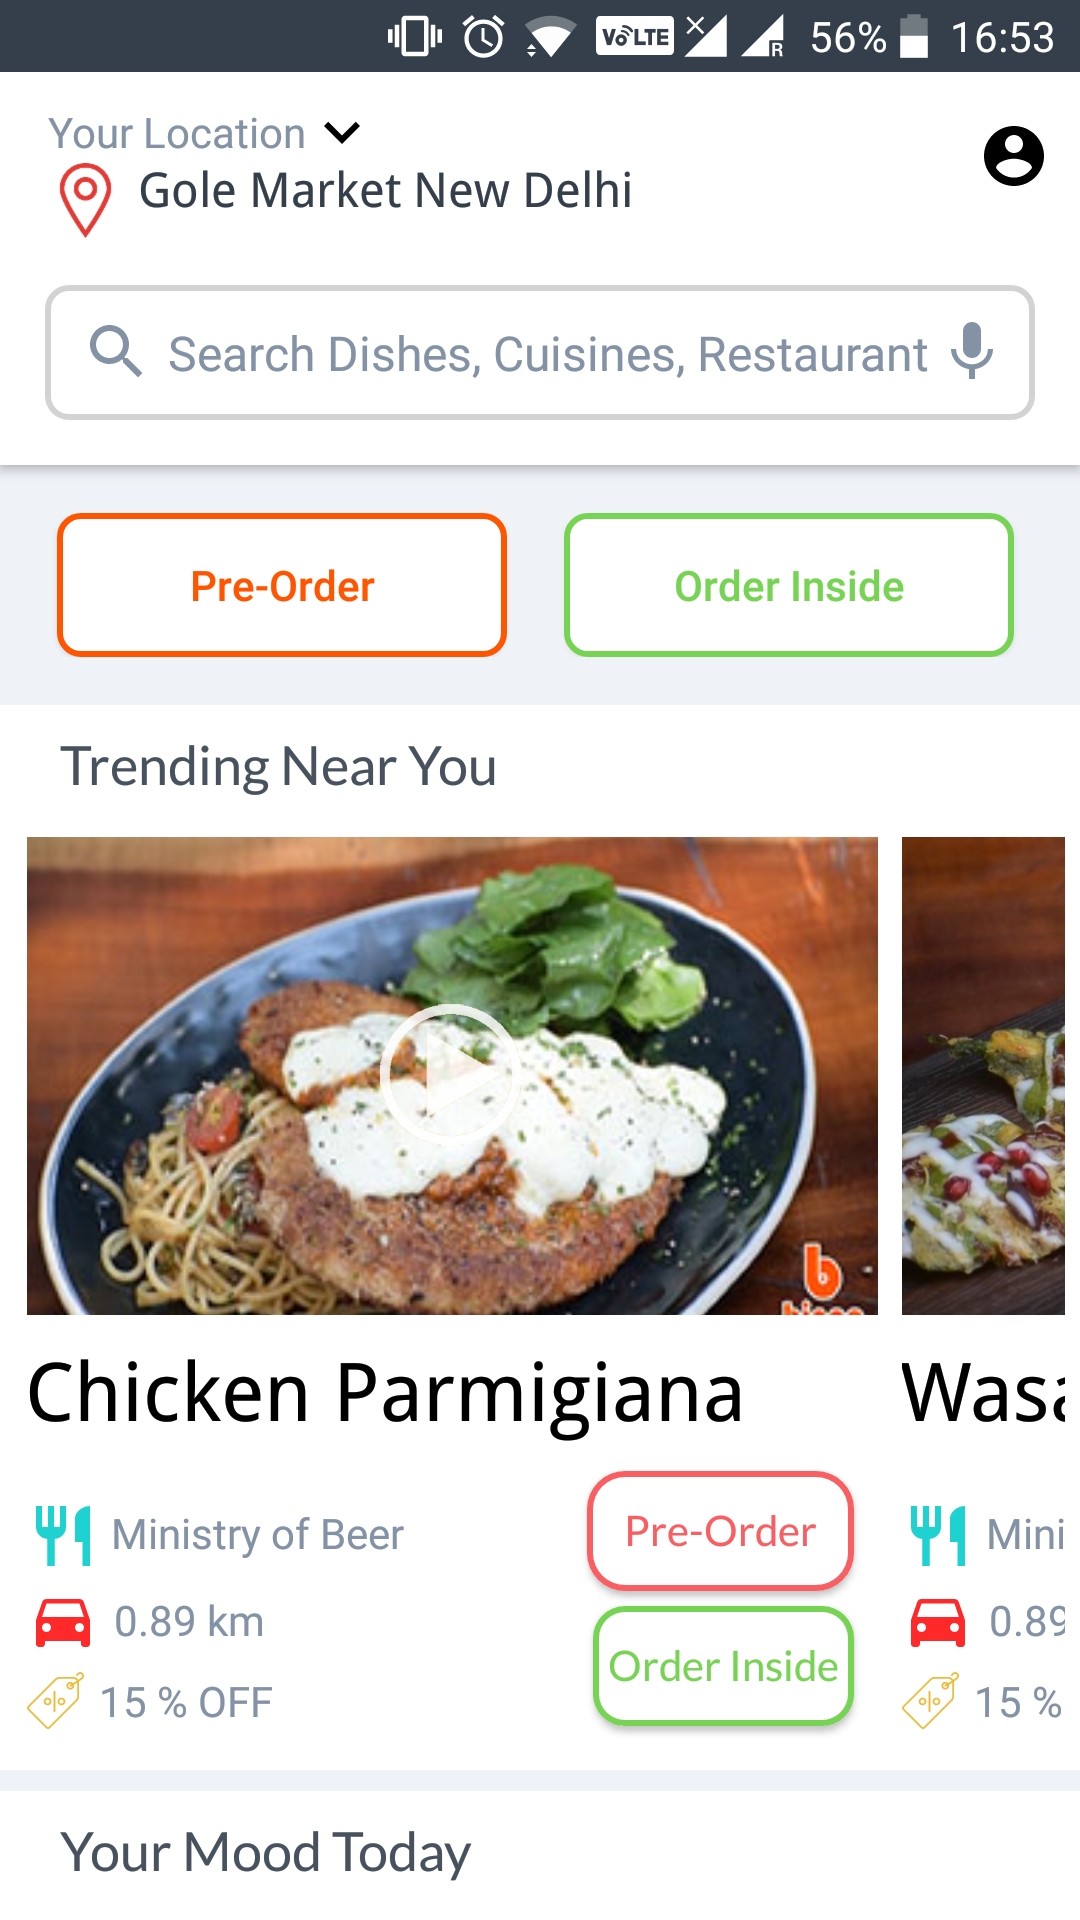 VoLTE R 56% 16:53
Your Location
Gole Market New Delhi
Search Dishes, Cuisines, Restaurant
Pre-Order Order Inside
Trending Near You
b
Chicken Parmigiana Wasa
Ministry of Beer Pre-Order Mini
0.89 km 0.89
15 % OFF Order Inside 15 %
Your Mood Today